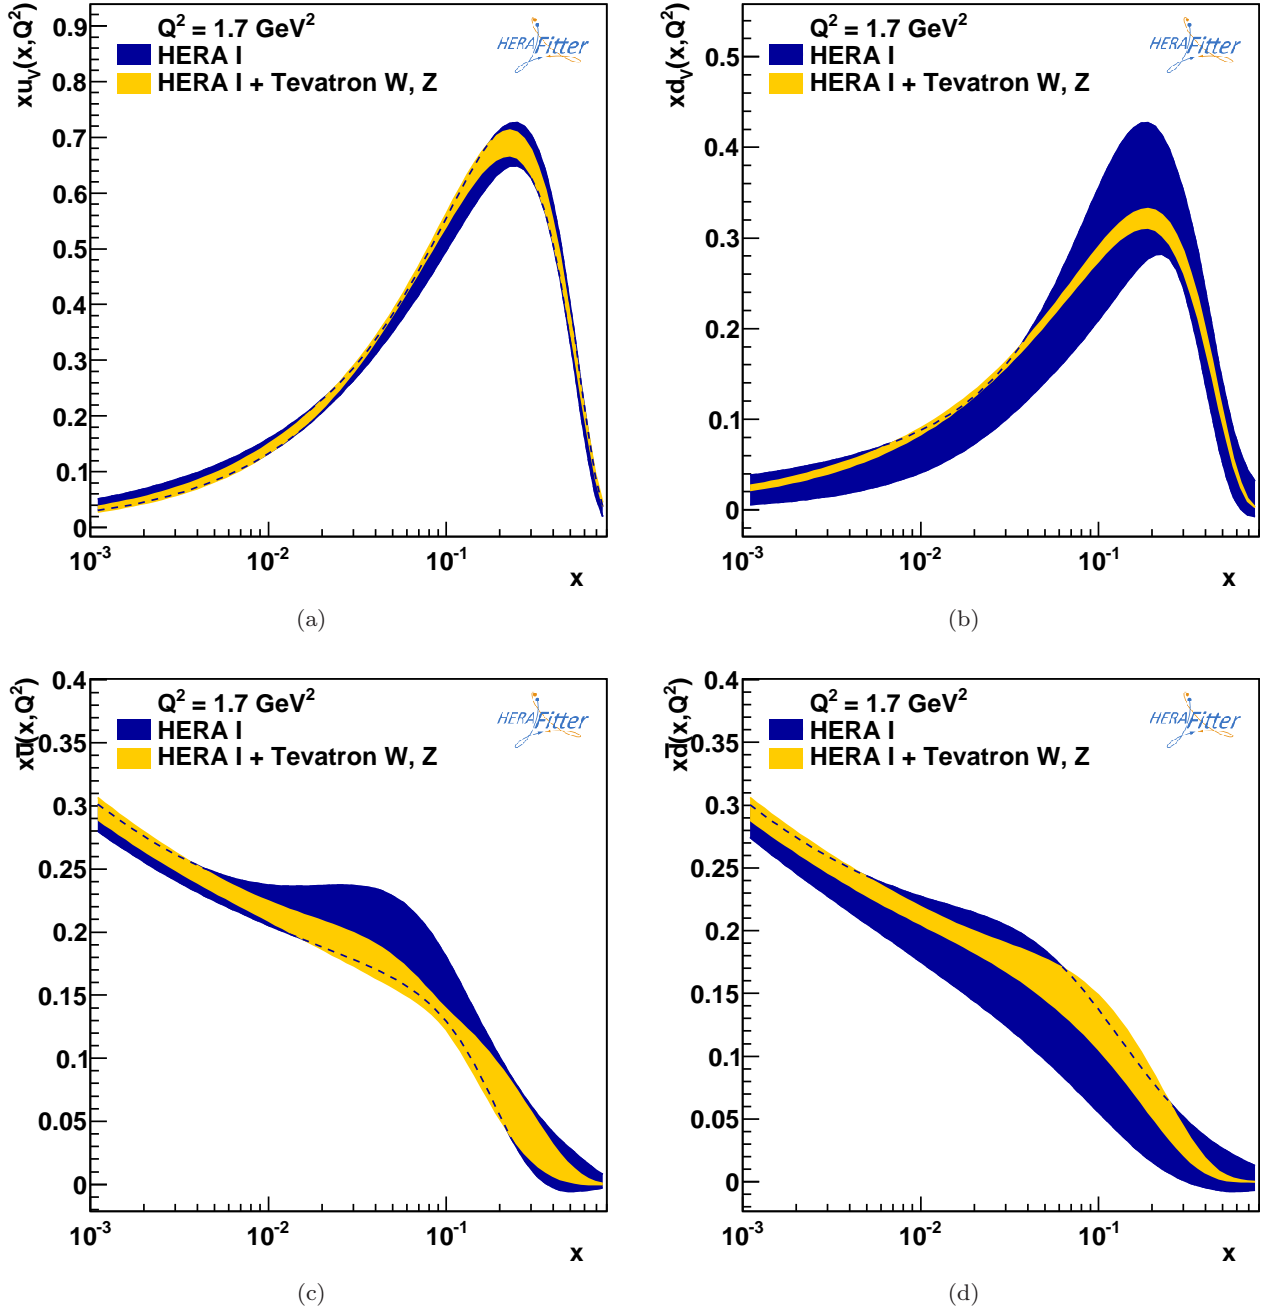 xu_V(x,Q²)
Q² = 1.7 GeV²
HERA I
HERA I + Tevatron W, Z
HERAFitter
0.9
0.8
0.7
0.6
0.5
0.4
0.3
0.2
0.1
0
10⁻³ 10⁻² 10⁻¹
x
(a)
xd_V(x,Q²)
Q² = 1.7 GeV²
HERA I
HERA I + Tevatron W, Z
HERAFitter
0.5
0.4
0.3
0.2
0.1
0
10⁻³ 10⁻² 10⁻¹
x
(b)
xū(x,Q²)
Q² = 1.7 GeV²
HERA I
HERA I + Tevatron W, Z
HERAFitter
0.4
0.35
0.3
0.25
0.2
0.15
0.1
0.05
0
10⁻³ 10⁻² 10⁻¹
x
(c)
xd̄(x,Q²)
Q² = 1.7 GeV²
HERA I
HERA I + Tevatron W, Z
HERAFitter
0.4
0.35
0.3
0.25
0.2
0.15
0.1
0.05
0
10⁻³ 10⁻² 10⁻¹
x
(d)